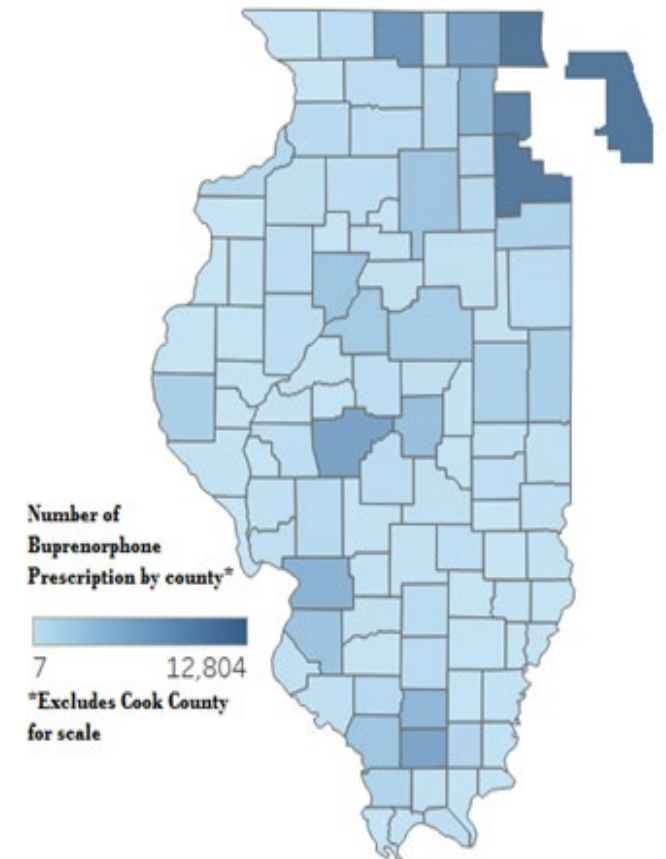 Number of
Buprenorphone
Prescription by county*
7 12,804
*Excludes Cook County
for scale